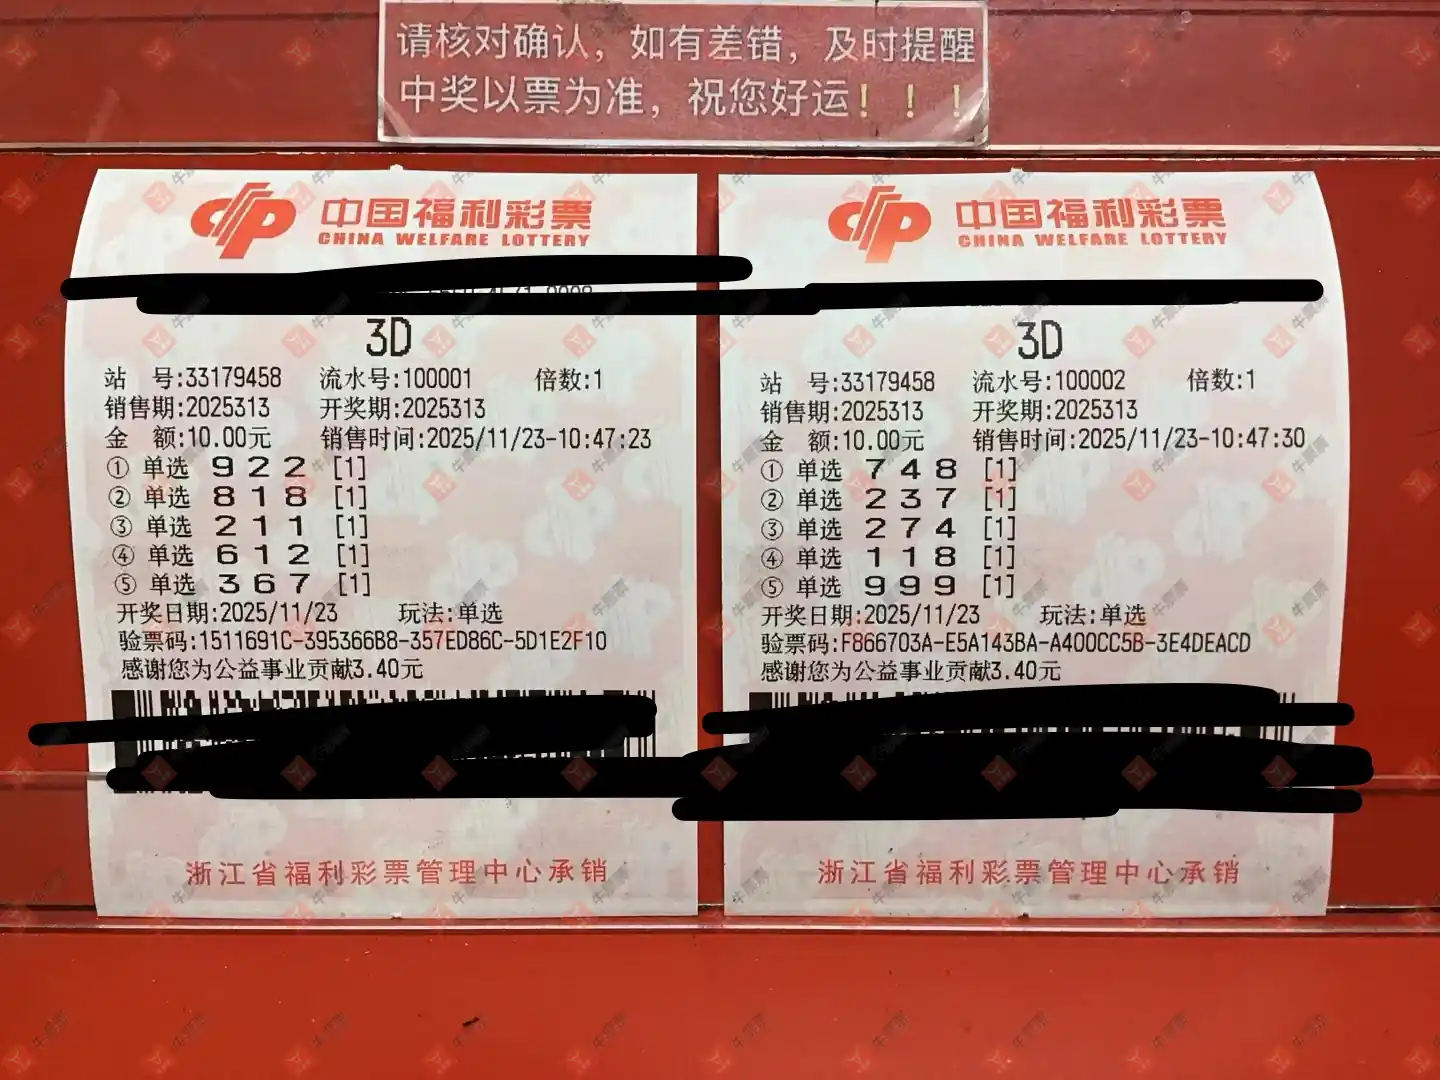 请核对确认，如有差错，及时提醒
中奖以票为准，祝您好运！！！
中国福利彩票
CHINA WELFARE LOTTERY
3D
站 号:33179458 流水号:100001 倍数:1
销售期:2025313 开奖期:2025313
金 额:10.00元 销售时间:2025/11/23-10:47:23
① 单选 9 2 2 [1]
② 单选 8 1 8 [1]
③ 单选 2 1 1 [1]
④ 单选 6 1 2 [1]
⑤ 单选 3 6 7 [1]
开奖日期:2025/11/23 玩法:单选
验票码:1511691C-395366B8-357ED86C-5D1E2F10
感谢您为公益事业贡献3.40元
浙江省福利彩票管理中心承销
中国福利彩票
CHINA WELFARE LOTTERY
3D
站 号:33179458 流水号:100002 倍数:1
销售期:2025313 开奖期:2025313
金 额:10.00元 销售时间:2025/11/23-10:47:30
① 单选 7 4 8 [1]
② 单选 2 3 7 [1]
③ 单选 2 7 4 [1]
④ 单选 1 1 8 [1]
⑤ 单选 9 9 9 [1]
开奖日期:2025/11/23 玩法:单选
验票码:F866703A-E5A143BA-A400CC5B-3E4DEACD
感谢您为公益事业贡献3.40元
浙江省福利彩票管理中心承销